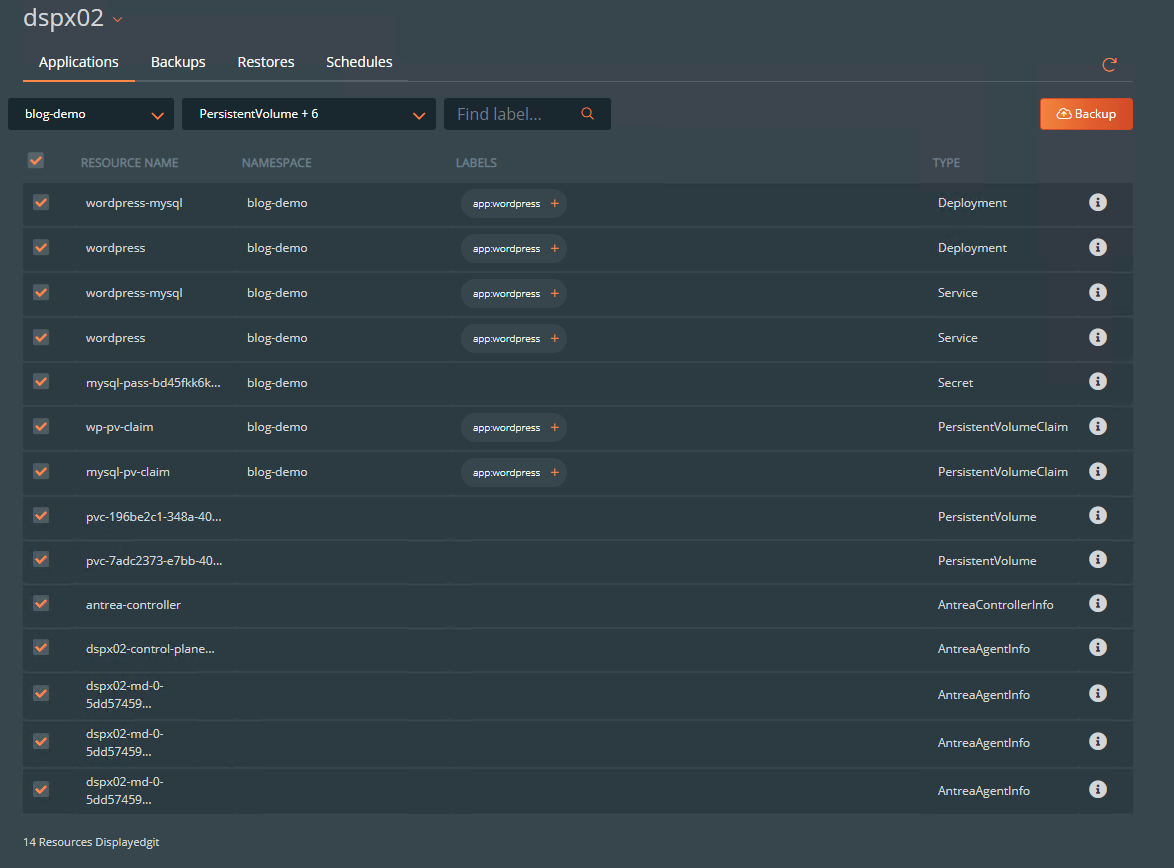 dspx02
Applications Backups Restores Schedules
blog-demo PersistentVolume + 6 Find label... Backup
RESOURCE NAME NAMESPACE LABELS TYPE
wordpress-mysql blog-demo app:wordpress + Deployment
wordpress blog-demo app:wordpress + Deployment
wordpress-mysql blog-demo app:wordpress + Service
wordpress blog-demo app:wordpress + Service
mysql-pass-bd45fkk6k... blog-demo Secret
wp-pv-claim blog-demo app:wordpress + PersistentVolumeClaim
mysql-pv-claim blog-demo app:wordpress + PersistentVolumeClaim
pvc-196be2c1-348a-40... PersistentVolume
pvc-7adc2373-e7bb-40... PersistentVolume
antrea-controller AntreaControllerInfo
dspx02-control-plane... AntreaAgentInfo
dspx02-md-0-
5dd57459... AntreaAgentInfo
dspx02-md-0-
5dd57459... AntreaAgentInfo
dspx02-md-0-
5dd57459... AntreaAgentInfo
14 Resources Displayedgit